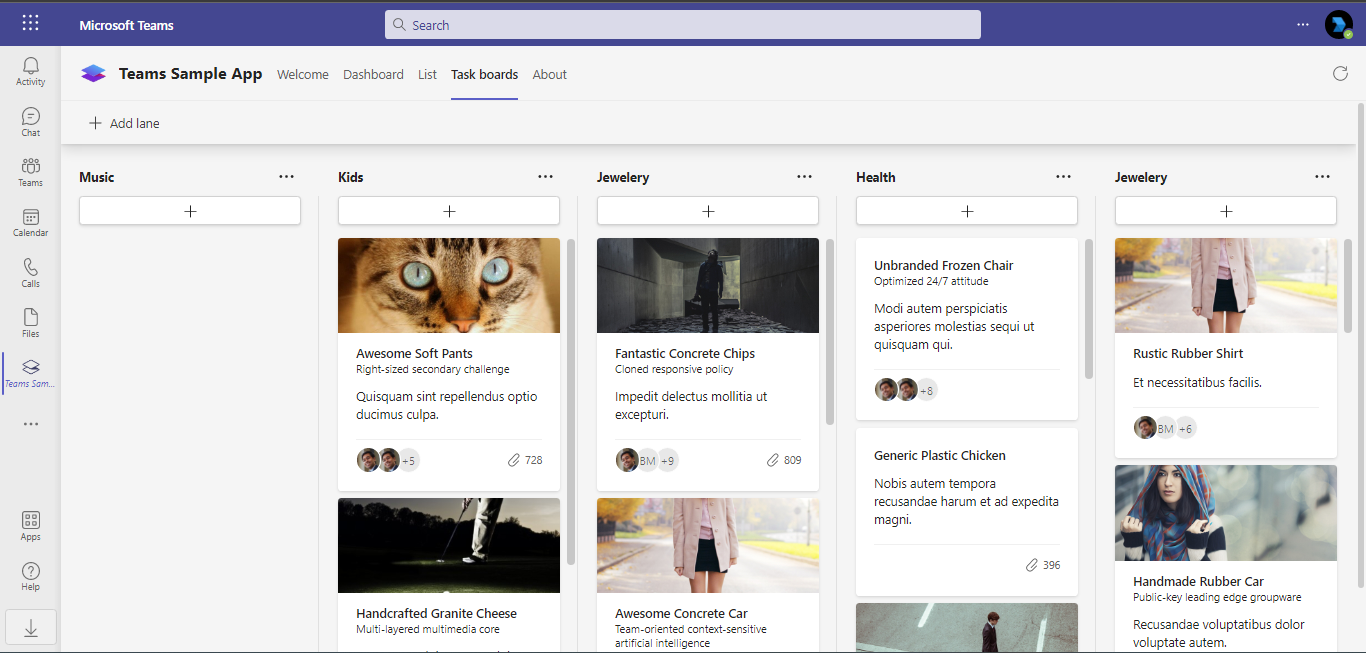 Microsoft Teams
Search
Activity
Chat
Teams
Calendar
Calls
Files
Teams Sam...
Apps
Help
Teams Sample App
Welcome
Dashboard
List
Task boards
About
Add lane
Music
Kids
Awesome Soft Pants
Right-sized secondary challenge
Quisquam sint repellendus optio
ducimus culpa.
+5
728
Handcrafted Granite Cheese
Multi-layered multimedia core
Jewelery
Fantastic Concrete Chips
Cloned responsive policy
Impedit delectus mollitia ut
excepturi.
BM
+9
809
Awesome Concrete Car
Team-oriented context-sensitive
artificial intelligence
Health
Unbranded Frozen Chair
Optimized 24/7 attitude
Modi autem perspiciatis
asperiores molestias sequi ut
quisquam qui.
+8
Generic Plastic Chicken
Nobis autem tempora
recusandae harum et ad expedita
magni.
396
Jewelery
Rustic Rubber Shirt
Et necessitatibus facilis.
BM
+6
Handmade Rubber Car
Public-key leading edge groupware
Recusandae voluptatibus dolor
voluptate autem.